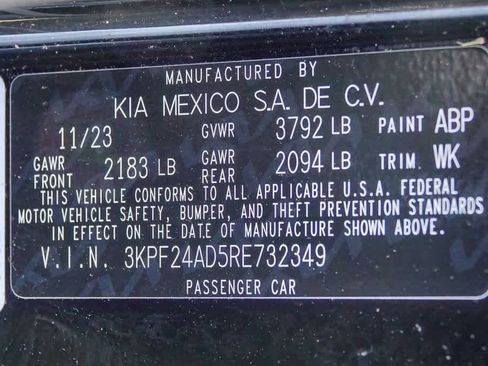 MANUFACTURED BY
KIA MEXICO S.A. DE C.V.
11/23 GVWR 3792 LB PAINT ABP
GAWR FRONT 2183 LB GAWR REAR 2094 LB TRIM WK
THIS VEHICLE CONFORMS TO ALL APPLICABLE U.S.A. FEDERAL
MOTOR VEHICLE SAFETY, BUMPER, AND THEFT PREVENTION STANDARDS
IN EFFECT ON THE DATE OF MANUFACTURE SHOWN ABOVE.
V.I.N. 3KPF24AD5RE732349
PASSENGER CAR